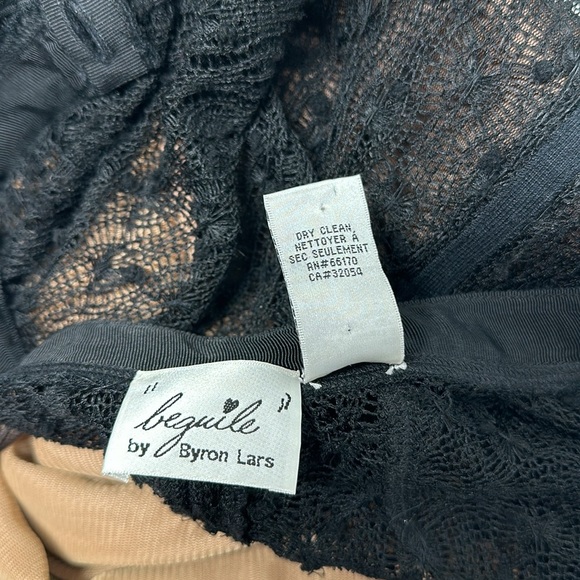 DRY CLEAN,
NETTOYER A
SEC SEULEMENT
RN#66170
CA#32054
"beguile"
by Byron Lars